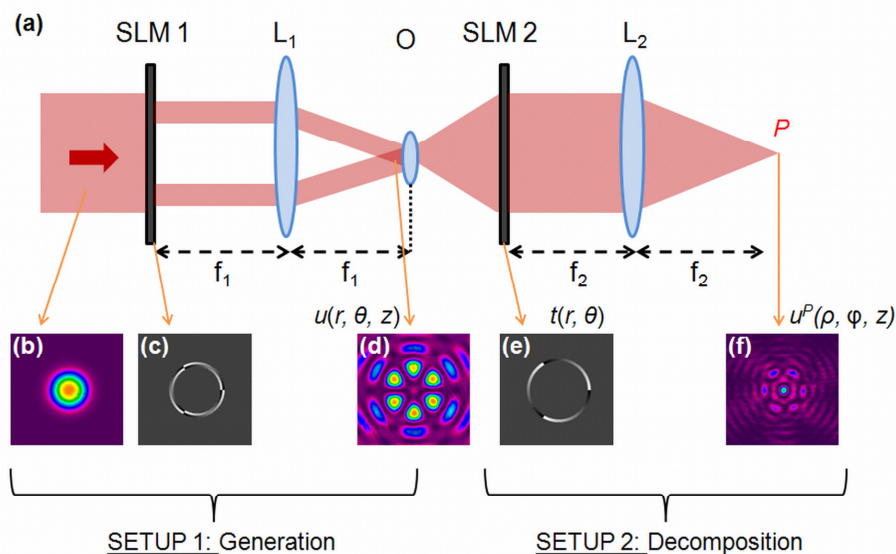 (a)
SLM 1
L₁
O
SLM 2
L₂
P
f₁
f₁
f₂
f₂
u(r, θ, z)
t(r, θ)
uᴾ(ρ, φ, z)
(b)
(c)
(d)
(e)
(f)
SETUP 1: Generation
SETUP 2: Decomposition